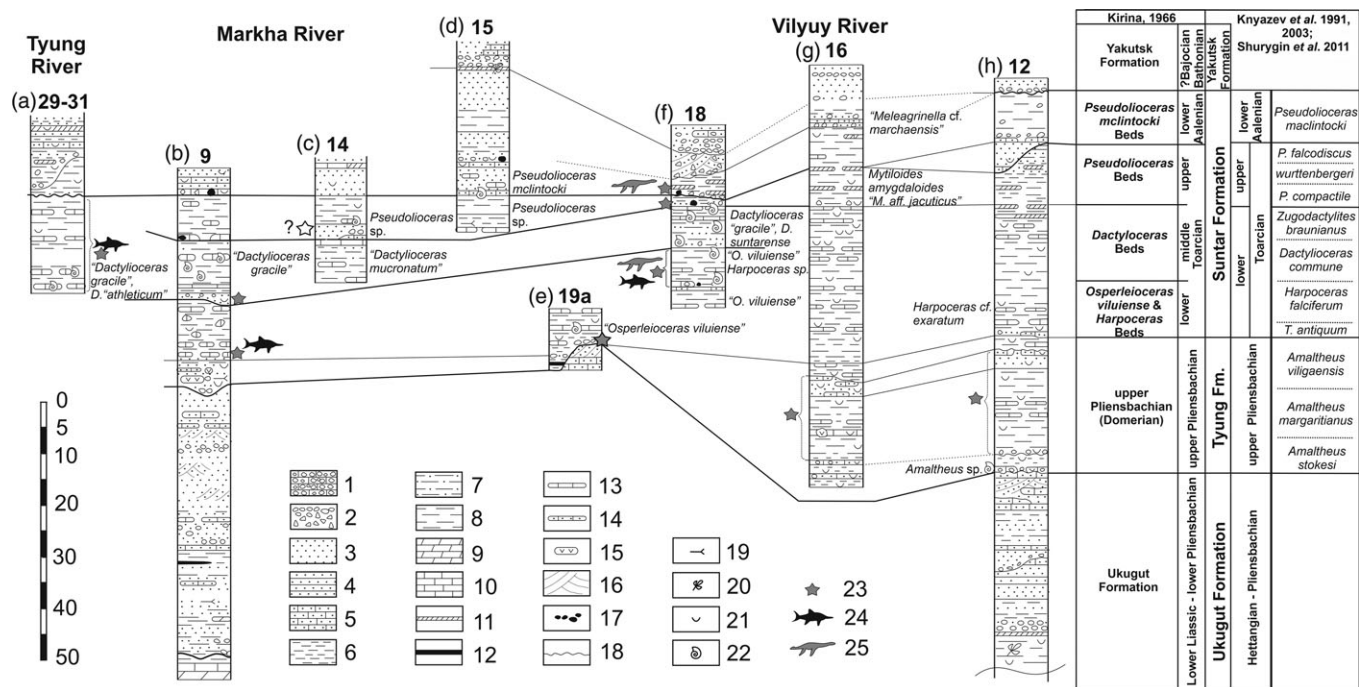 Tyung
River
Markha River
Vilyuy River
(a) 29-31
(b) 9
(c) 14
(d) 15
(e) 19a
(f) 18
(g) 16
(h) 12
"Dactylioceras
gracile",
D. "athleticum"
"Dactylioceras
gracile"
?
Pseudolioceras
sp.
"Dactylioceras
mucronatum"
Pseudolioceras
mclintocki
Pseudolioceras
sp.
"Osperleioceras viluiense"
Dactylioceras
"gracile", D.
suntarense
"O. viluiense"
Harpoceras sp.
"O. viluiense"
"Meleagrinella cf.
marchaensis"
Mytiloides
amygdaloides
"M. aff. jacuticus"
Harpoceras cf.
exaratum
Amaltheus sp.
0
5
10
20
30
40
50
1
2
3
4
5
6
7
8
9
10
11
12
13
14
15
16
17
18
19
20
21
22
23
24
25
Kirina, 1966
Knyazev et al. 1991,
2003;
Shurygin et al. 2011
Yakutsk
Formation
?Bajocian
Bathonian
Yakutsk
Formation
Pseudolioceras
mclintocki
Beds
lower
Aalenian
lower
Aalenian
Pseudolioceras
maclintocki
Pseudolioceras
Beds
upper
upper
P. falcodiscus
wurttenbergeri
P. compactile
Dactylioceras
Beds
middle
Toarcian
Suntar Formation
lower
Toarcian
Zugodactylites
braunianus
Dactylioceras
commune
Osperleioceras
viluiense &
Harpoceras
Beds
lower
Harpoceras
falciferum
T. antiquum
upper
Pliensbachian
(Domerian)
upper Pliensbachian
Tyung Fm.
upper Pliensbachian
Amaltheus
viligaensis
Amaltheus
margaritianus
Amaltheus
stokesi
Ukugut
Formation
Lower Liassic - lower Pliensbachian
Ukugut Formation
Hettangian - Pliensbachian